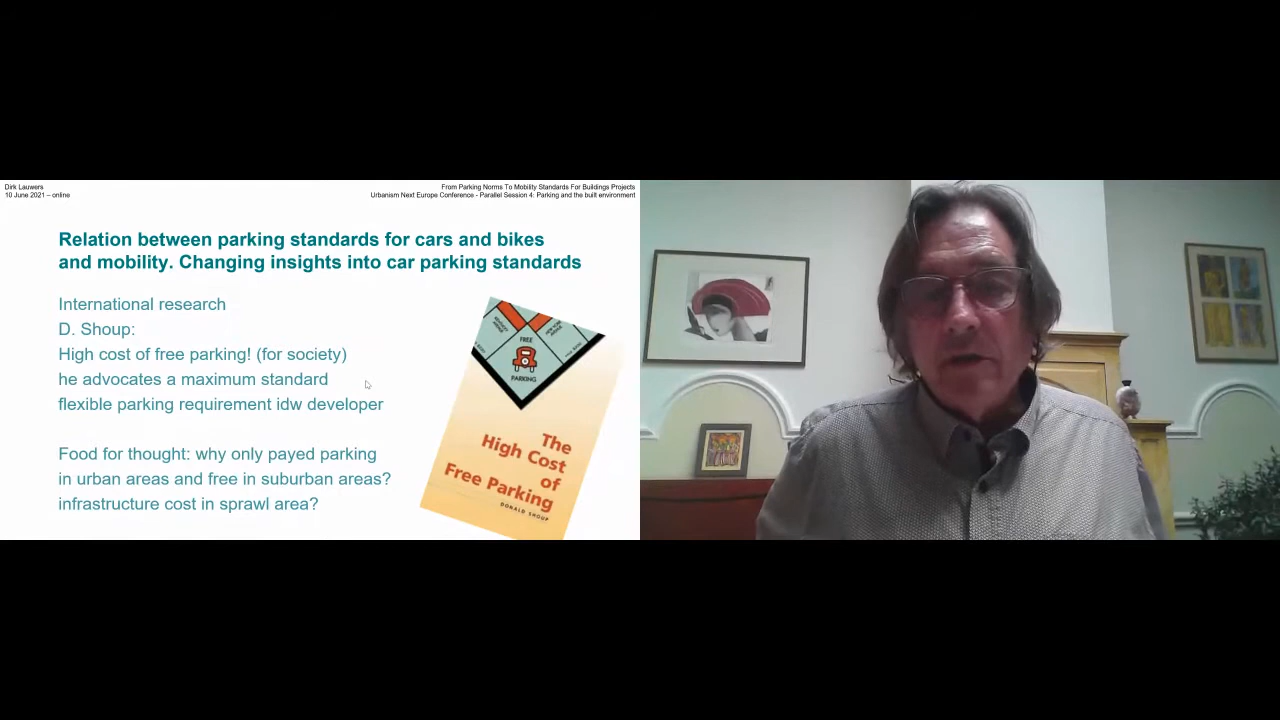 Dirk Lauwers
10 June 2021 – online
From Parking Norms To Mobility Standards For Buildings Projects
Urbanism Next Europe Conference - Parallel Session 4: Parking and the built environment
Relation between parking standards for cars and bikes
and mobility. Changing insights into car parking standards
International research
D. Shoup:
High cost of free parking! (for society)
he advocates a maximum standard
flexible parking requirement idw developer
Food for thought: why only payed parking
in urban areas and free in suburban areas?
infrastructure cost in sprawl area?
FREE
PARKING
The
High Cost
of
Free Parking
DONALD SHOUP